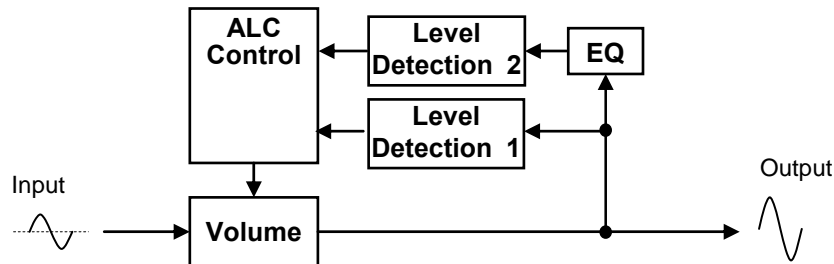 ALC
Control
Level
Detection 2
EQ
Level
Detection 1
Input
Output
Volume